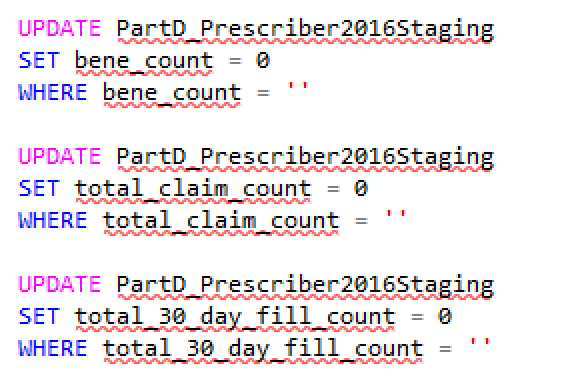 UPDATE PartD_Prescriber2016Staging
SET bene_count = 0
WHERE bene_count = ''
UPDATE PartD_Prescriber2016Staging
SET total_claim_count = 0
WHERE total_claim_count = ''
UPDATE PartD_Prescriber2016Staging
SET total_30_day_fill_count = 0
WHERE total_30_day_fill_count = ''